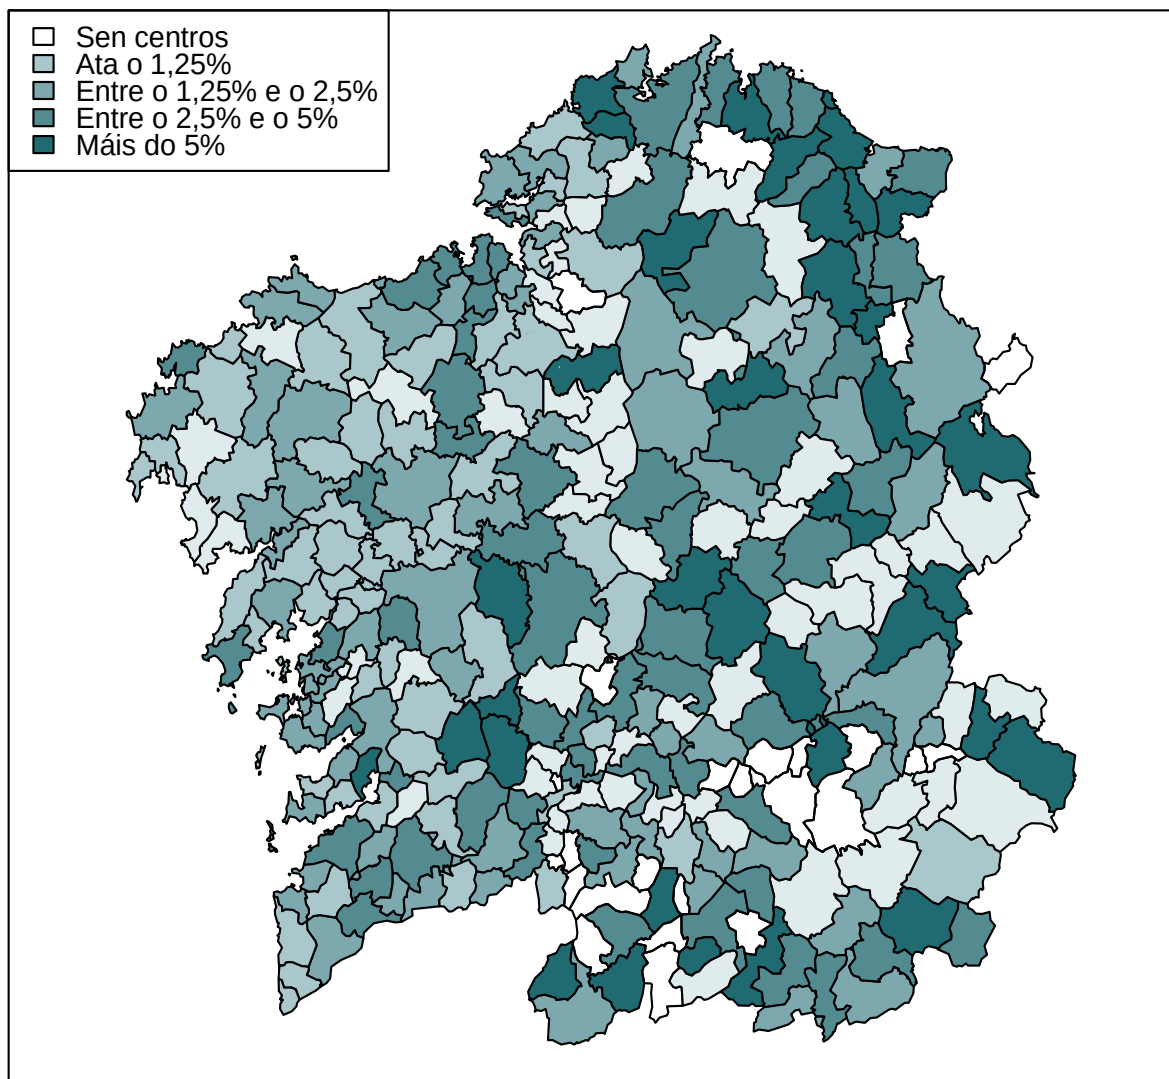 Sen centros
Ata o 1,25%
Entre o 1,25% e o 2,5%
Entre o 2,5% e o 5%
Máis do 5%